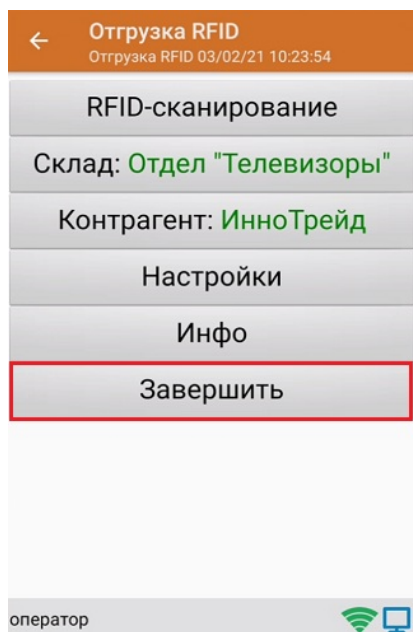 Отгрузка RFID
Отгрузка RFID 03/02/21 10:23:54
RFID-сканирование
Склад: Отдел "Телевизоры"
Контрагент: ИнноТрейд
Настройки
Инфо
Завершить
оператор